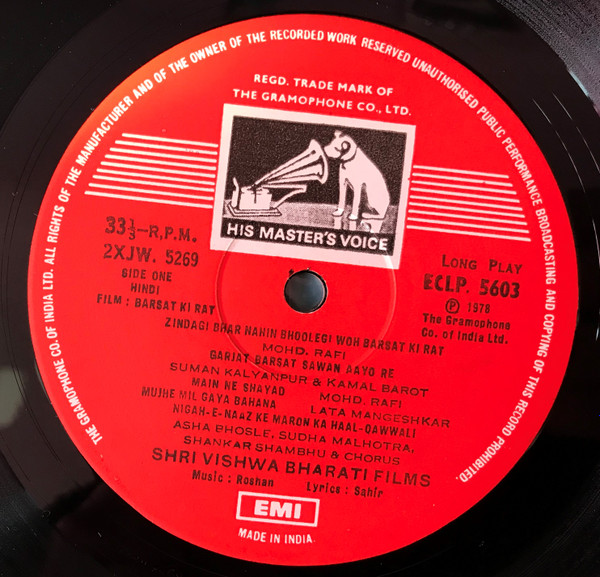 THE GRAMOPHONE CO. OF INDIA LTD. ALL RIGHTS OF THE MANUFACTURER AND OF THE OWNER OF THE RECORDED WORK RESERVED UNAUTHORISED PUBLIC PERFORMANCE BROADCASTING AND COPYING OF THIS RECORD PROHIBITED.
REGD. TRADE MARK OF
THE GRAMOPHONE CO., LTD.
HIS MASTER'S VOICE
33⅓-R.P.M.
2XJW. 5269
SIDE ONE
HINDI
FILM : BARSAT KI RAT
LONG PLAY
ECLP 5603
Ⓟ 1978
The Gramophone
Co. of India Ltd.
ZINDAGI BHAR NAHIN BHOOLEGI WOH BARSAT KI RAT
MOHD. RAFI
GARJAT BARSAT SAWAN AAYO RE
SUMAN KALYANPUR & KAMAL BAROT
MAIN NE SHAYAD MOHD. RAFI
MUJHE MIL GAYA BAHANA LATA MANGESHKAR
NIGAH-E-NAAZ KE MARON KA HAAL-QAWWALI
ASHA BHOSLE, SUDHA MALHOTRA,
SHANKAR SHAMBHU & CHORUS
SHRI VISHWA BHARATI FILMS
Music : Roshan Lyrics : Sahir
EMI
MADE IN INDIA.